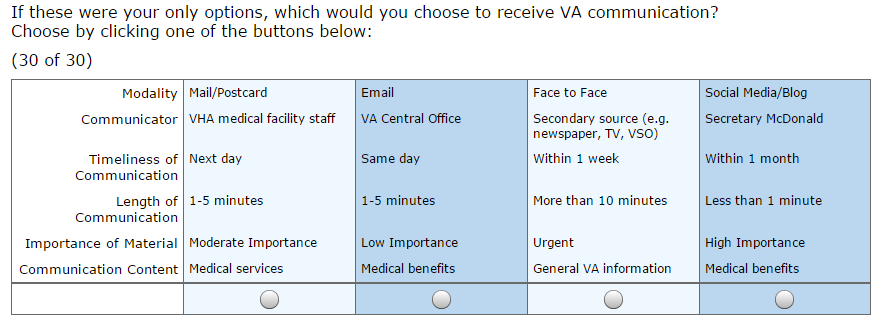 If these were your only options, which would you choose to receive VA communication?
Choose by clicking one of the buttons below:
(30 of 30)
Modality Mail/Postcard Email Face to Face Social Media/Blog
Communicator VHA medical facility staff VA Central Office Secondary source (e.g. Secretary McDonald
newspaper, TV, VSO)
Timeliness of Next day Same day Within 1 week Within 1 month
Communication
Length of 1-5 minutes 1-5 minutes More than 10 minutes Less than 1 minute
Communication
Importance of Material Moderate Importance Low Importance Urgent High Importance
Communication Content Medical services Medical benefits General VA information Medical benefits